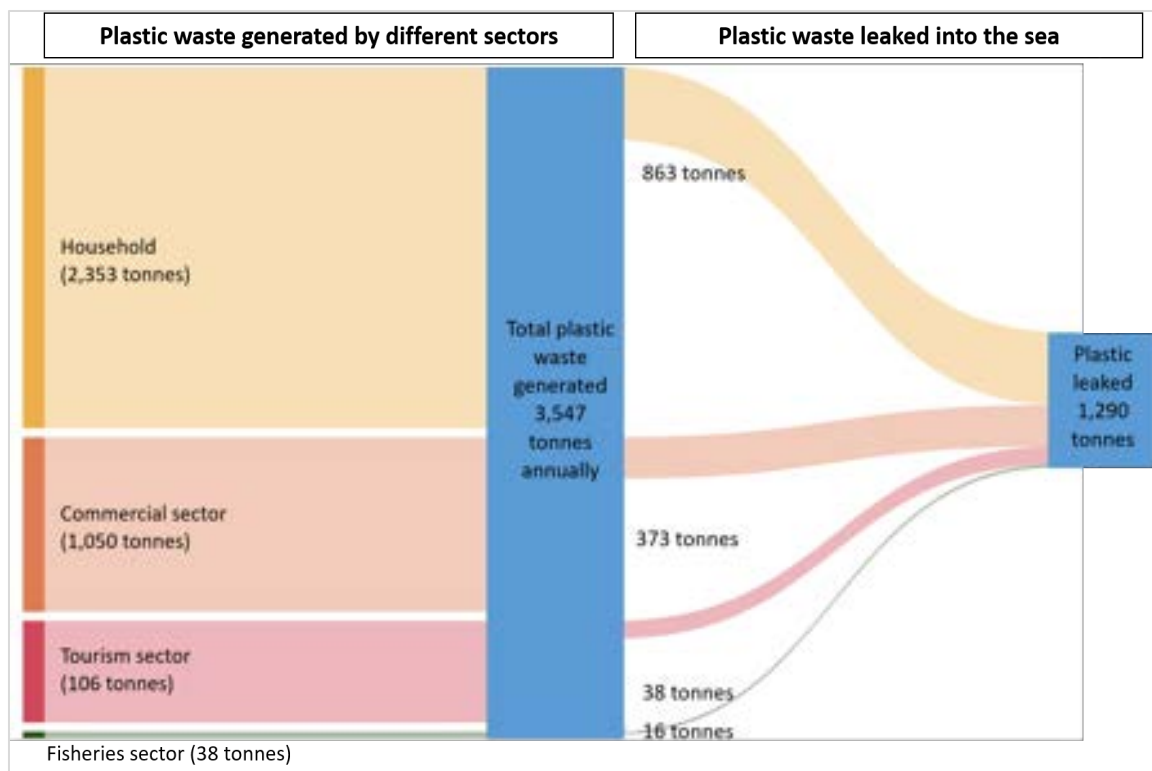 Plastic waste generated by different sectors
Plastic waste leaked into the sea
863 tonnes
Household
(2,353 tonnes)
Total plastic
waste
generated
3,547
tonnes
annually
Plastic
leaked
1,290
tonnes
Commercial sector
(1,050 tonnes)
373 tonnes
Tourism sector
(106 tonnes)
38 tonnes
16 tonnes
Fisheries sector (38 tonnes)